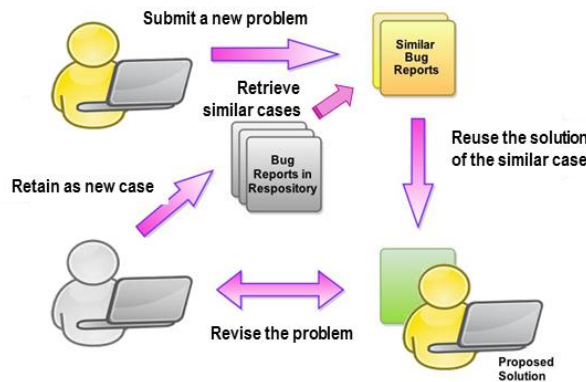 Submit a new problem
Similar
Bug
Reports
Retrieve
similar cases
Bug
Reports in
Respository
Reuse the solution
of the similar case
Retain as new case
Revise the problem
Proposed
Solution